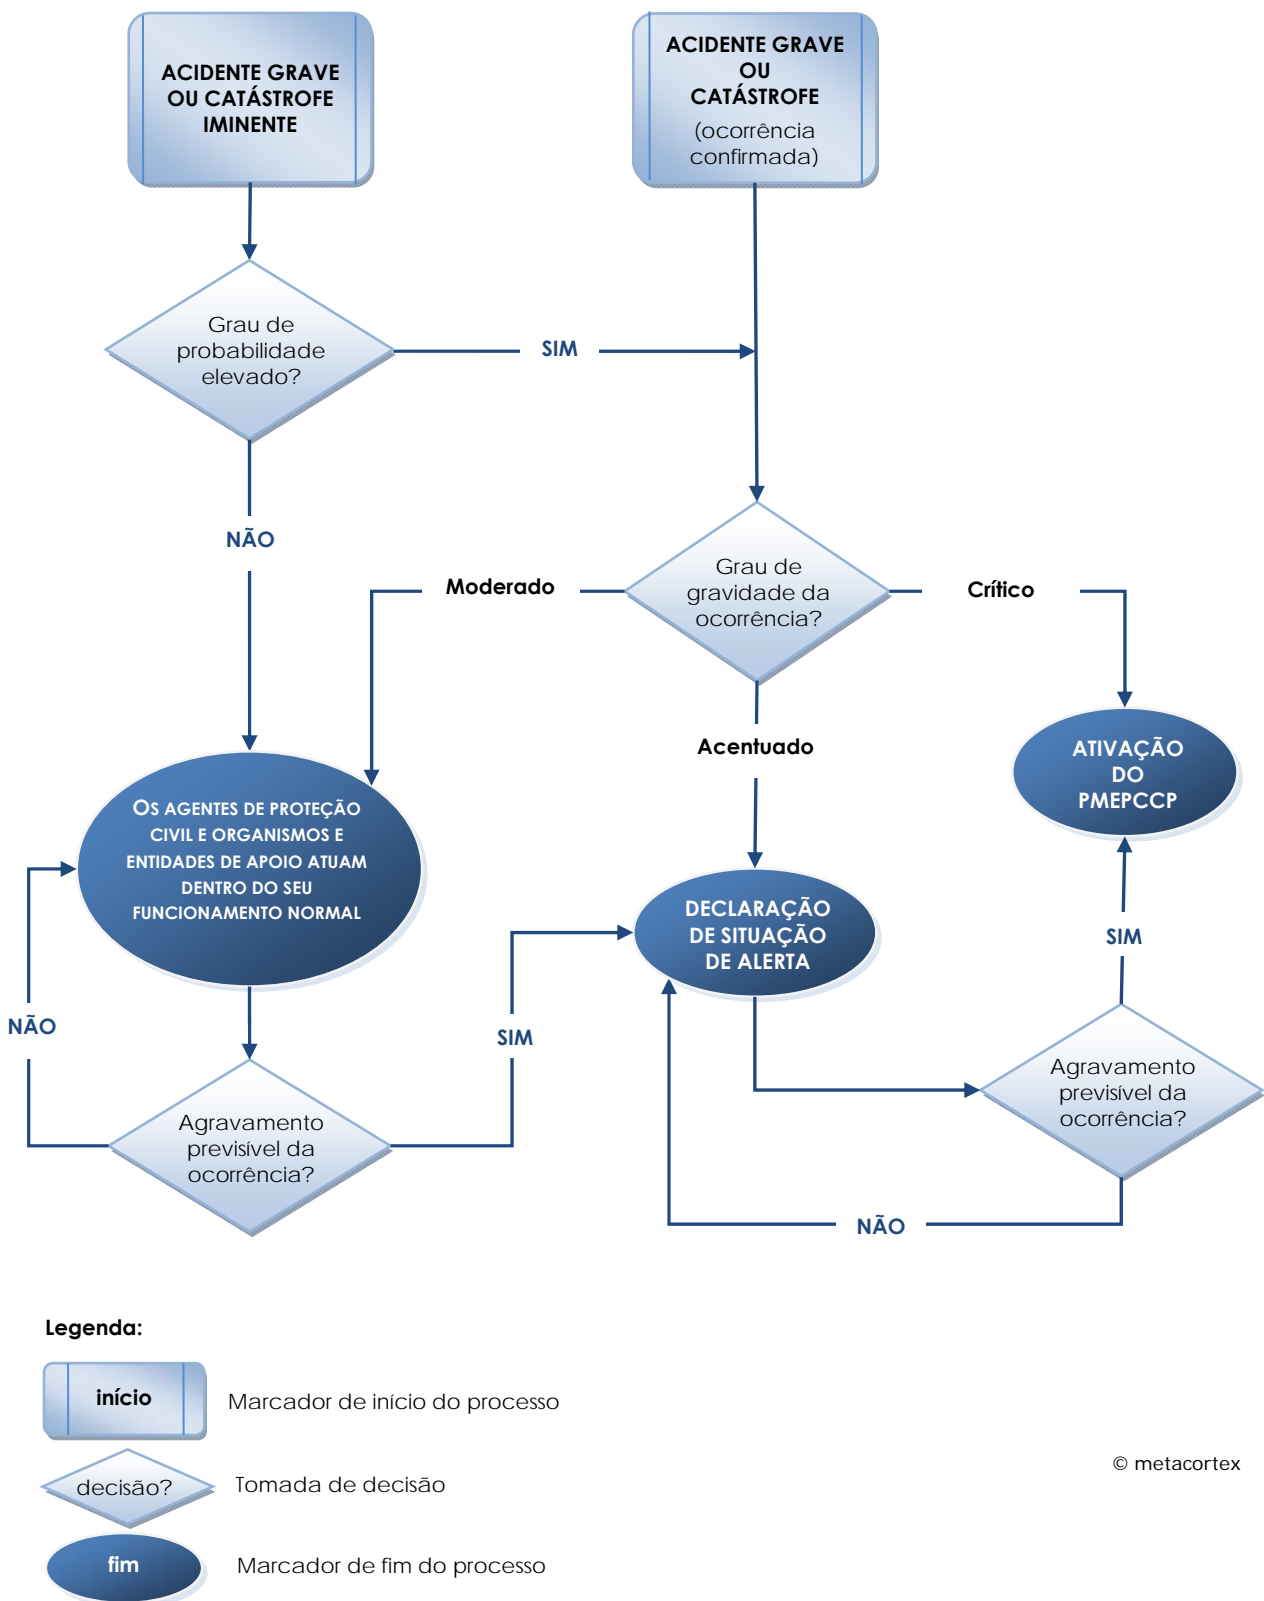 ACIDENTE GRAVE
OU CATÁSTROFE
IMINENTE
ACIDENTE GRAVE
OU
CATÁSTROFE
(ocorrência
confirmada)
Grau de
probabilidade
elevado?
SIM
NÃO
Grau de
gravidade da
ocorrência?
Moderado
Crítico
Acentuado
ATIVAÇÃO
DO
PMEPCCP
OS AGENTES DE PROTEÇÃO
CIVIL E ORGANISMOS E
ENTIDADES DE APOIO ATUAM
DENTRO DO SEU
FUNCIONAMENTO NORMAL
DECLARAÇÃO
DE SITUAÇÃO
DE ALERTA
SIM
NÃO
SIM
Agravamento
previsível da
ocorrência?
Agravamento
previsível da
ocorrência?
NÃO
Legenda:
início
Marcador de início do processo
decisão?
Tomada de decisão
© metacortex
fim
Marcador de fim do processo